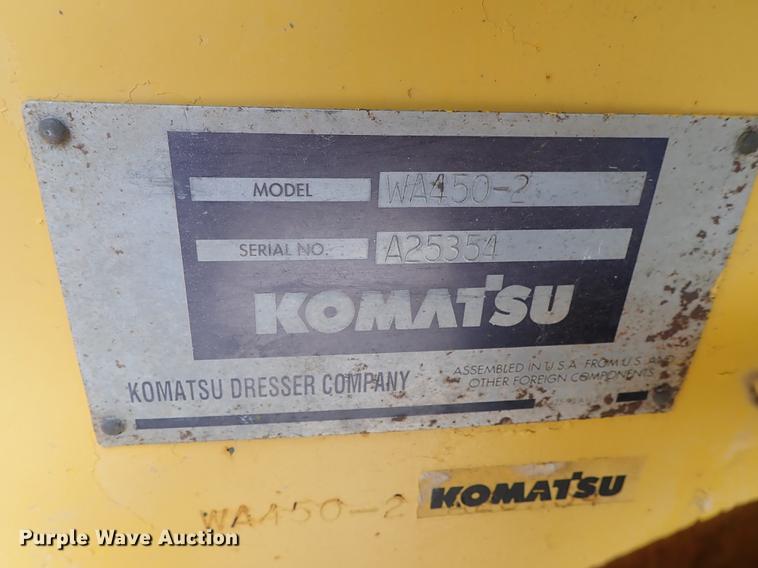 MODEL WA450-2
SERIAL NO. A25354
KOMATSU
KOMATSU DRESSER COMPANY
ASSEMBLED IN U.S.A. FROM U.S. AND
OTHER FOREIGN COMPONENTS
WA450-2
KOMATSU
Purple Wave Auction